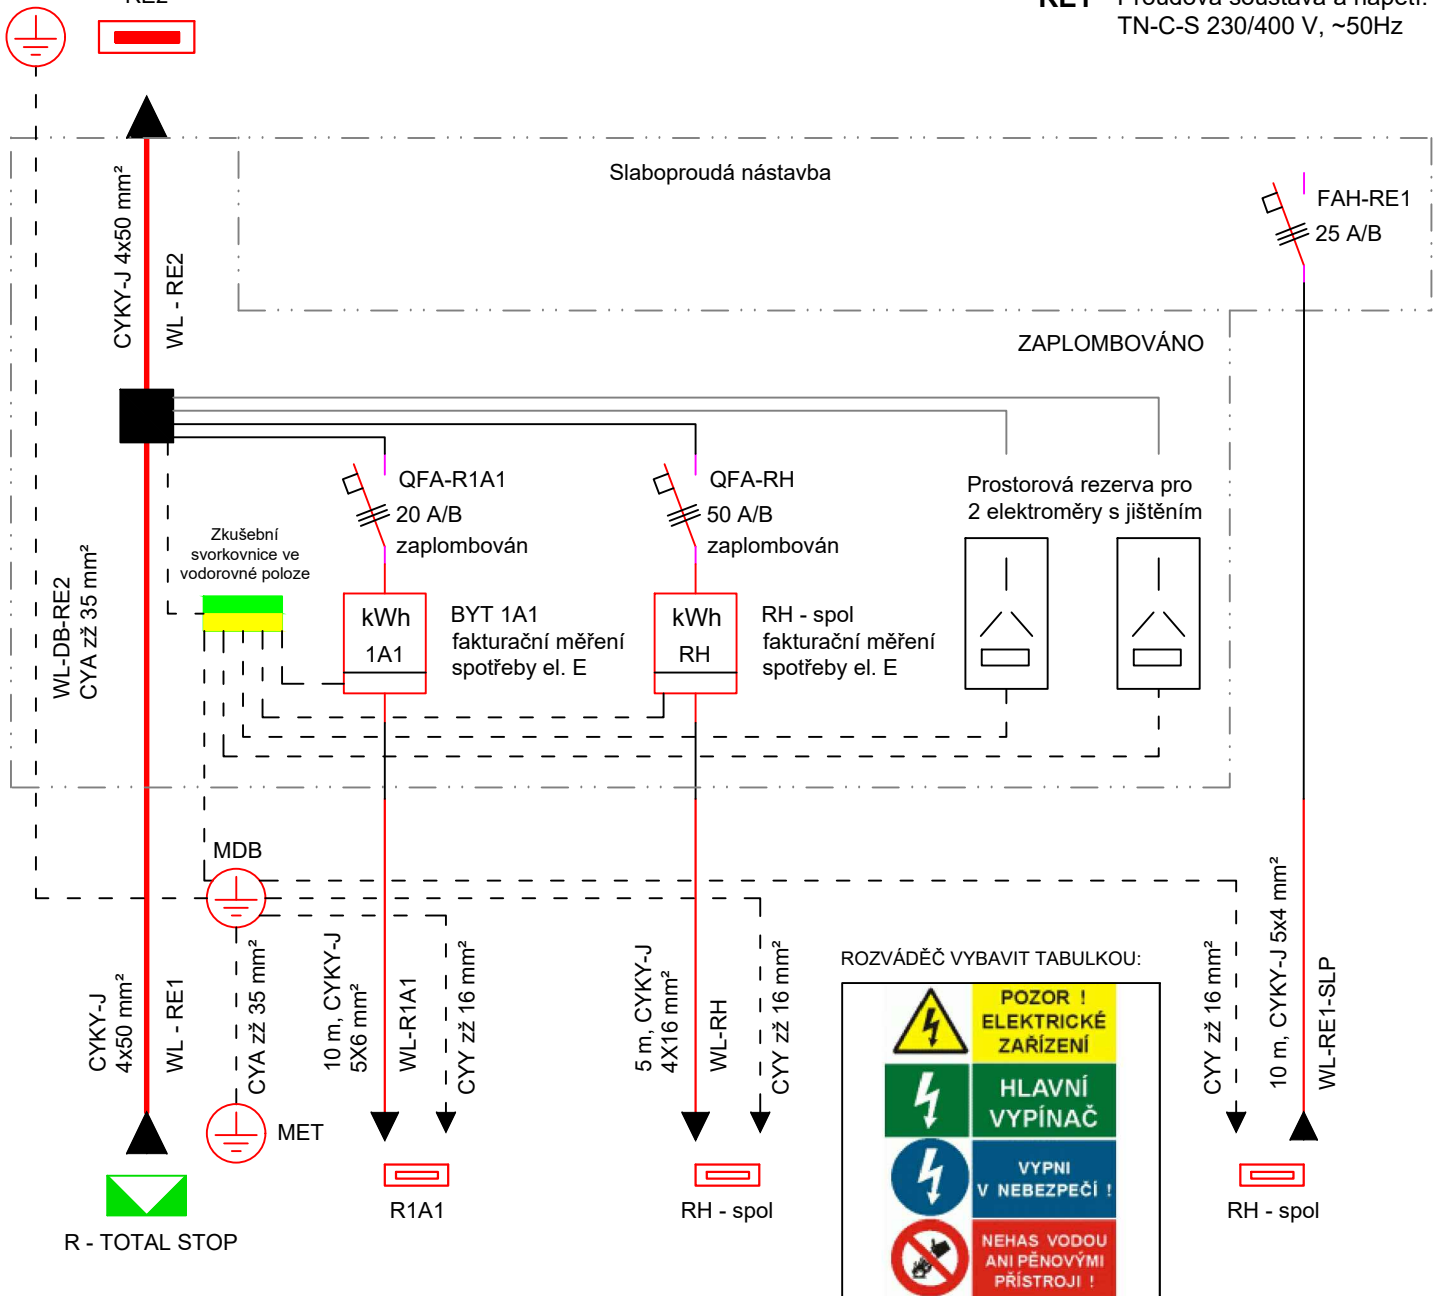 RE2
RE1 Proudová soustava a napětí:
TN-C-S 230/400 V, ~50Hz
Slaboproudá nástavba
FAH-RE1
25 A/B
CYKY-J 4x50 mm²
WL - RE2
ZAPLOMBOVÁNO
QFA-R1A1
20 A/B
zaplombován
QFA-RH
50 A/B
zaplombován
Prostorová rezerva pro
2 elektroměry s jištěním
Zkušební
svorkovnice ve
vodorovné poloze
WL-DB-RE2
CYA zž 35 mm²
kWh
1A1
BYT 1A1
fakturační měření
spotřeby el. E
kWh
RH
RH - spol
fakturační měření
spotřeby el. E
MDB
CYKY-J
4x50 mm²
WL - RE1
CYA zž 35 mm²
10 m, CYKY-J
5X6 mm²
WL-R1A1
CYY zž 16 mm²
5 m, CYKY-J
4X16 mm²
WL-RH
CYY zž 16 mm²
CYY zž 16 mm²
10 m, CYKY-J 5x4 mm²
WL-RE1-SLP
ROZVÁDĚČ VYBAVIT TABULKOU:
POZOR !
ELEKTRICKÉ
ZAŘÍZENÍ
HLAVNÍ
VYPÍNAČ
VYPNI
V NEBEZPEČÍ !
NEHAS VODOU
ANI PĚNOVÝMI
PŘÍSTROJI !
MET
R - TOTAL STOP
R1A1
RH - spol
RH - spol